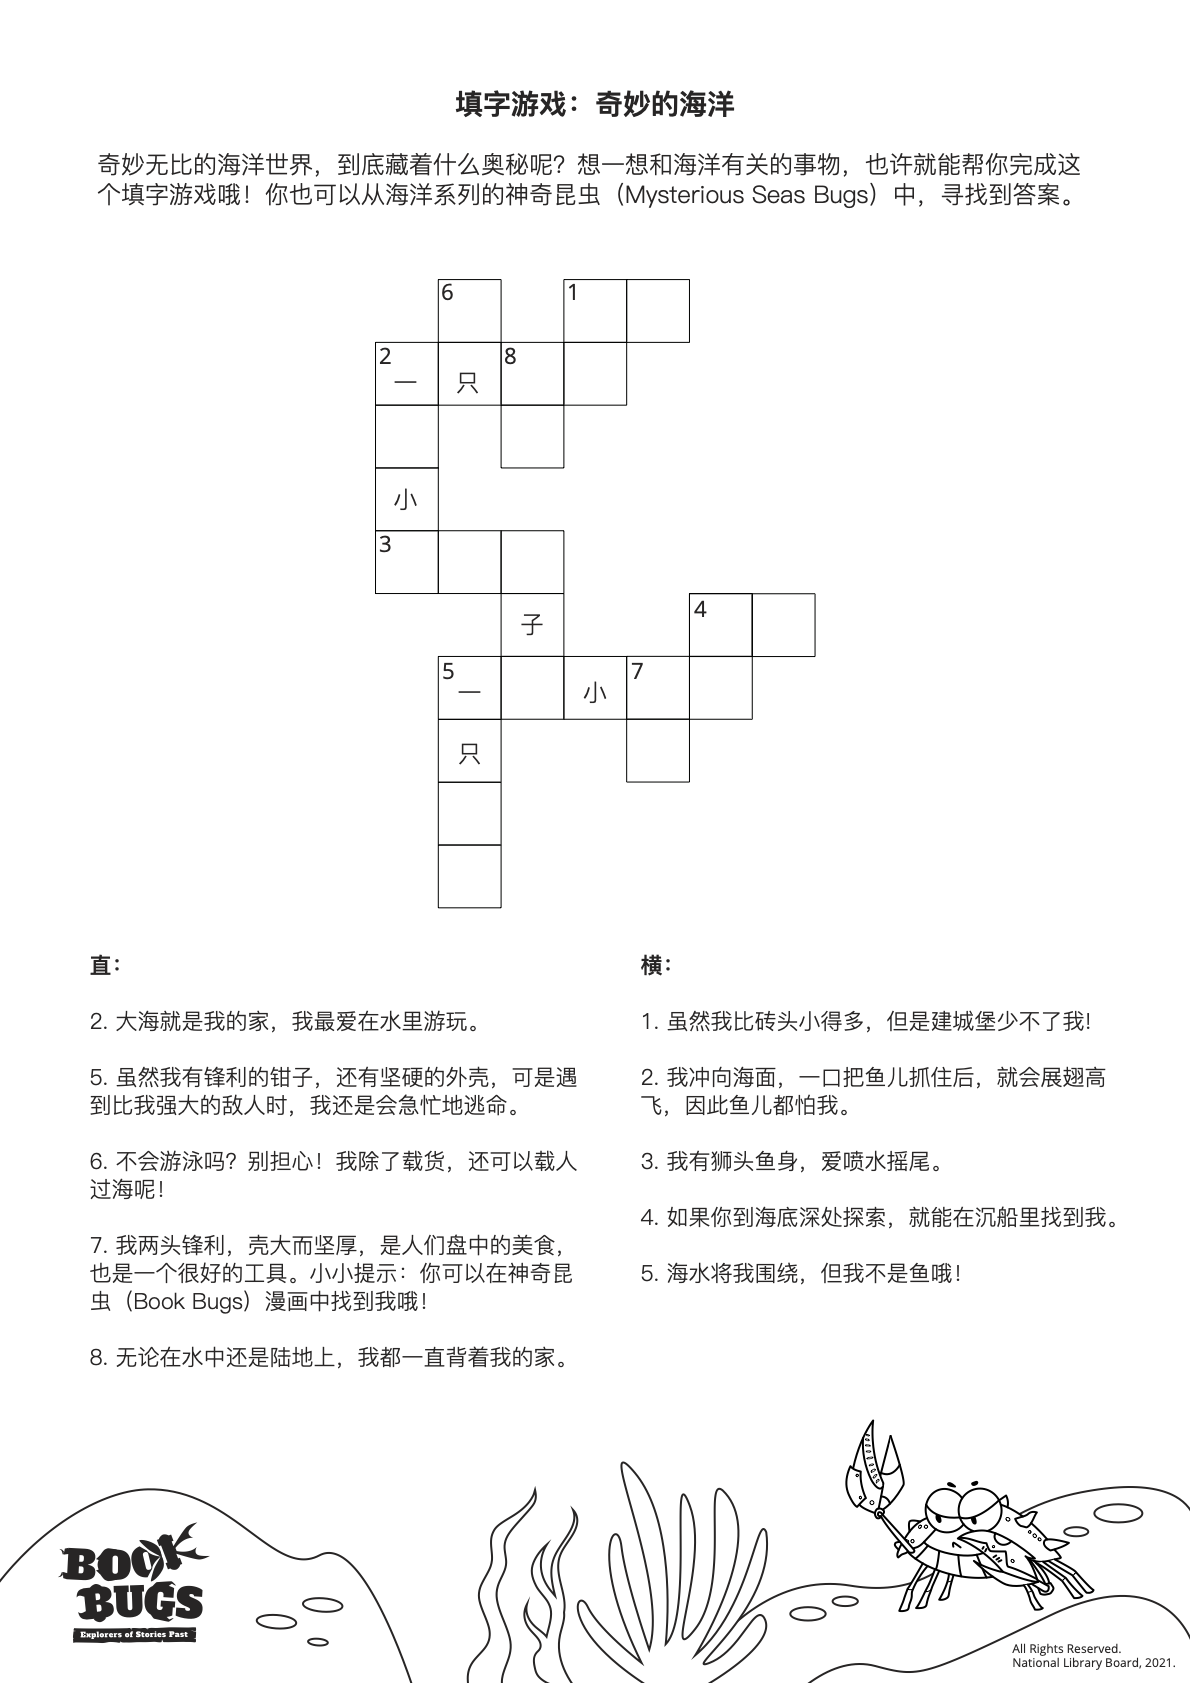 填字游戏：奇妙的海洋
奇妙无比的海洋世界，到底藏着什么奥秘呢？想一想和海洋有关的事物，也许就能帮你完成这
个填字游戏哦！你也可以从海洋系列的神奇昆虫（Mysterious Seas Bugs）中，寻找到答案。
6 1
2 一 只 8
小
3
子 4
5 一 小 7
只
直：
2. 大海就是我的家，我最爱在水里游玩。
5. 虽然我有锋利的钳子，还有坚硬的外壳，可是遇
到比我强大的敌人时，我还是会急忙地逃命。
6. 不会游泳吗？别担心！我除了载货，还可以载人
过海呢！
7. 我两头锋利，壳大而坚厚，是人们盘中的美食，
也是一个很好的工具。小小提示：你可以在神奇昆
虫（Book Bugs）漫画中找到我哦！
8. 无论在水中还是陆地上，我都一直背着我的家。
横：
1. 虽然我比砖头小得多，但是建城堡少不了我！
2. 我冲向海面，一口把鱼儿抓住后，就会展翅高
飞，因此鱼儿都怕我。
3. 我有狮头鱼身，爱喷水摇尾。
4. 如果你到海底深处探索，就能在沉船里找到我。
5. 海水将我围绕，但我不是鱼哦！
BOOK
BUGS
Explorers of Stories Past
All Rights Reserved.
National Library Board, 2021.